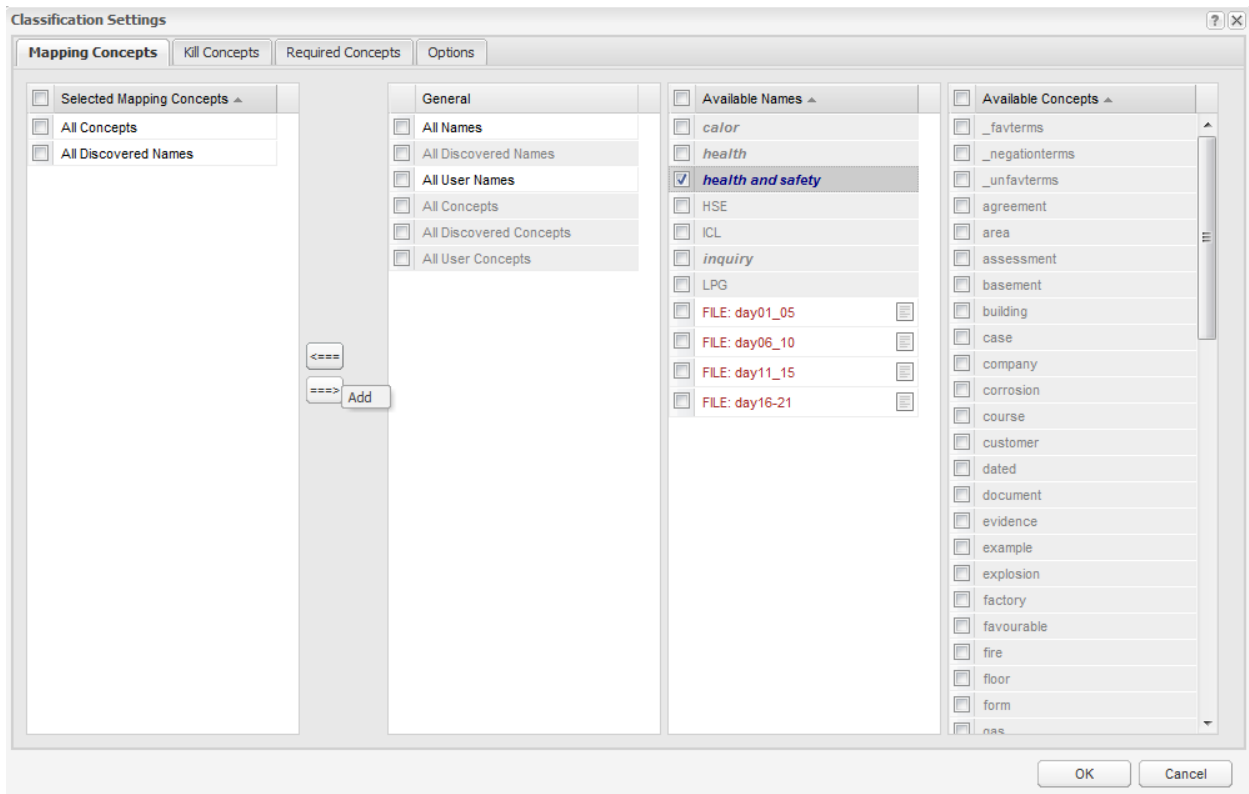 Classification Settings
?
Mapping Concepts
Kill Concepts
Required Concepts
Options
Selected Mapping Concepts
All Concepts
All Discovered Names
<===
===>
Add
General
All Names
All Discovered Names
All User Names
All Concepts
All Discovered Concepts
All User Concepts
Available Names
calor
health
health and safety
HSE
ICL
inquiry
LPG
FILE: day01_05
FILE: day06_10
FILE: day11_15
FILE: day16-21
Available Concepts
_favterms
_negationterms
_unfavterms
agreement
area
assessment
basement
building
case
company
corrosion
course
customer
dated
document
evidence
example
explosion
factory
favourable
fire
floor
form
gas
OK
Cancel